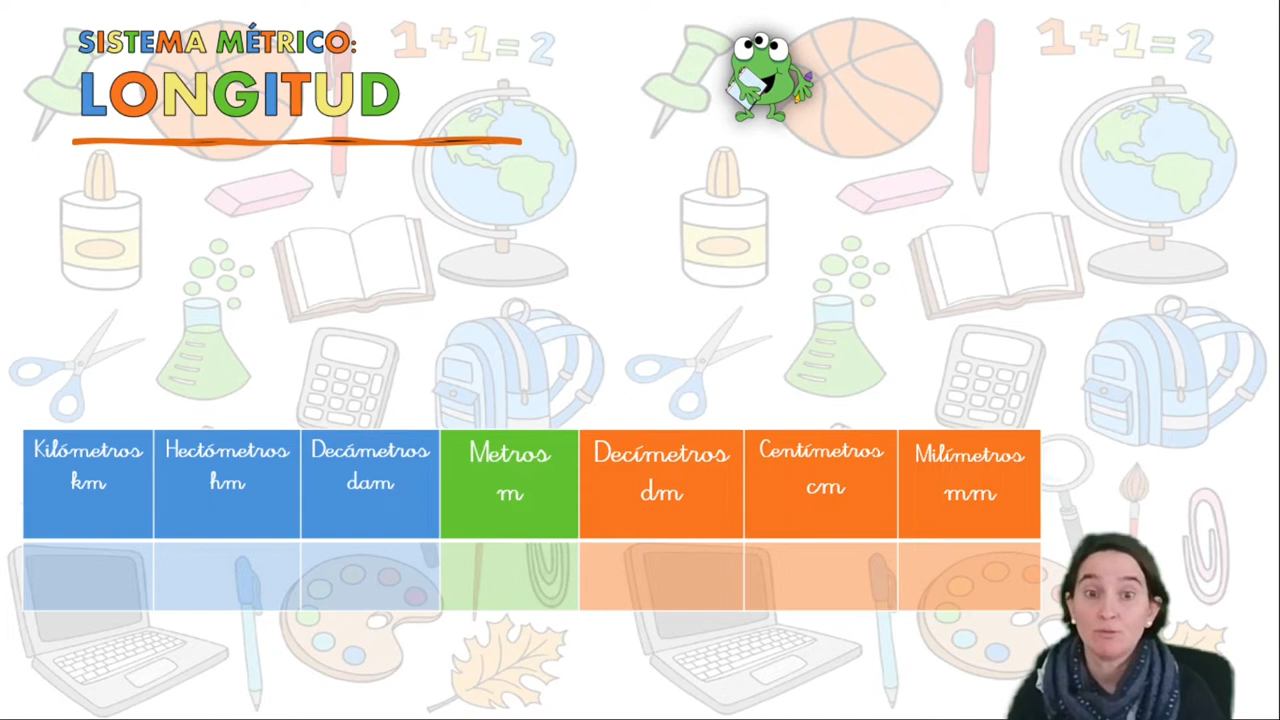 SISTEMA MÉTRICO:
LONGITUD
1+1=2
1+1=2
Kilómetros
km
Hectómetros
hm
Decámetros
dam
Metros
m
Decímetros
dm
Centímetros
cm
Milímetros
mm